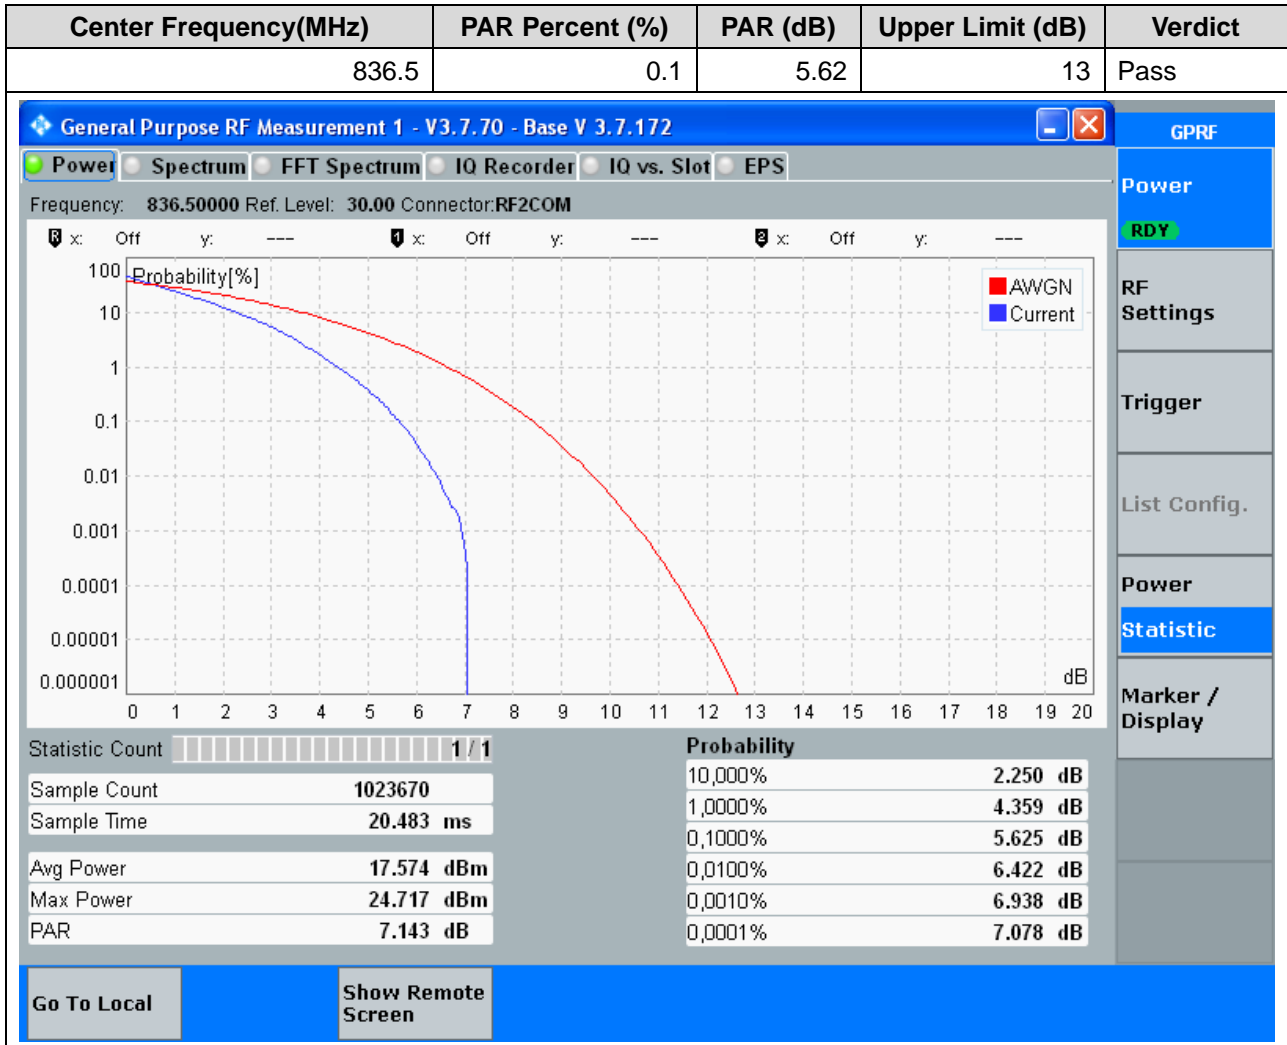 Center Frequency(MHz) PAR Percent (%) PAR (dB) Upper Limit (dB) Verdict
836.5 0.1 5.62 13 Pass
General Purpose RF Measurement 1 - V3.7.70 - Base V 3.7.172
GPRF
Power Spectrum FFT Spectrum IQ Recorder IQ vs. Slot EPS
Frequency: 836.50000 Ref. Level: 30.00 Connector:RF2COM
R x: Off y: --- 1 x: Off y: --- 2 x: Off y: ---
Probability[%]
AWGN
Current
100
10
1
0.1
0.01
0.001
0.0001
0.00001
0.000001
dB
0 1 2 3 4 5 6 7 8 9 10 11 12 13 14 15 16 17 18 19 20
Statistic Count 1 / 1
Sample Count 1023670
Sample Time 20.483 ms
Avg Power 17.574 dBm
Max Power 24.717 dBm
PAR 7.143 dB
Probability
10,000% 2.250 dB
1,0000% 4.359 dB
0,1000% 5.625 dB
0,0100% 6.422 dB
0,0010% 6.938 dB
0,0001% 7.078 dB
Power
RDY
RF
Settings
Trigger
List Config.
Power
Statistic
Marker /
Display
Go To Local
Show Remote
Screen